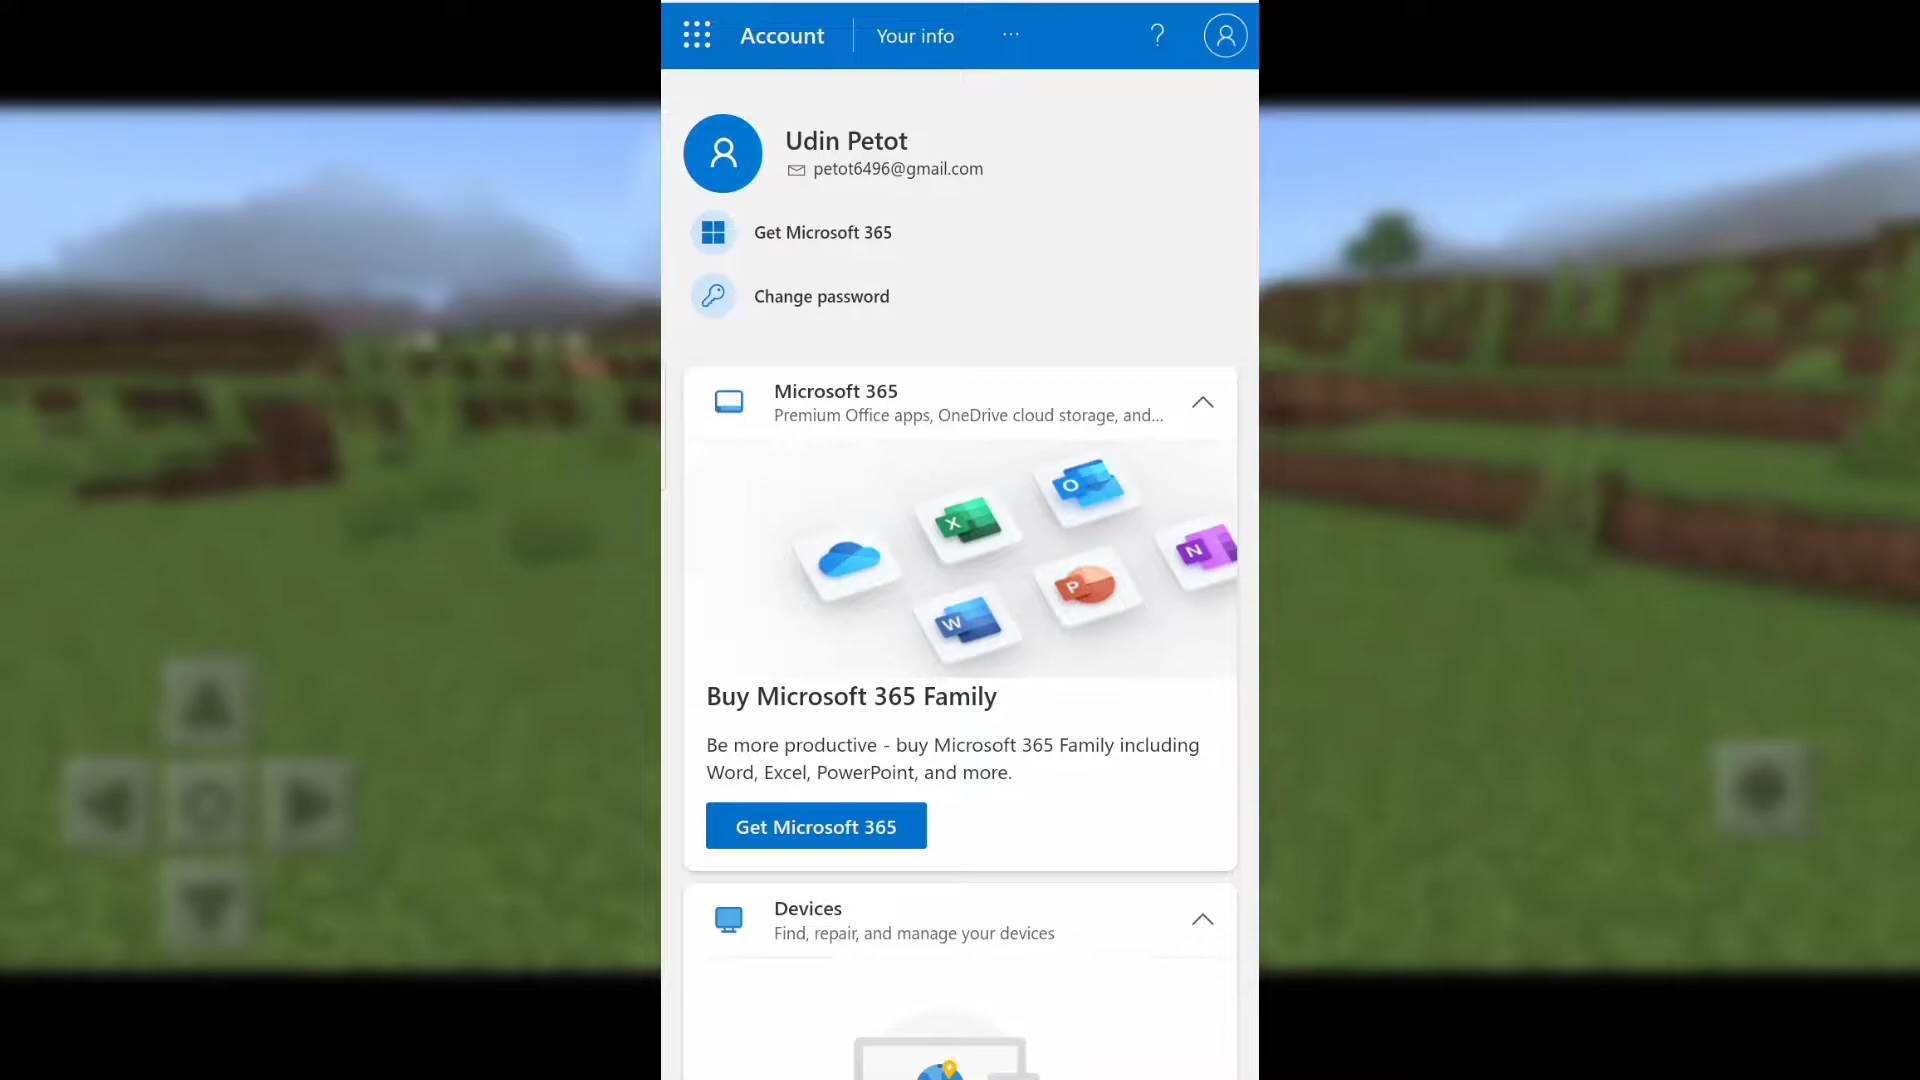 Account
Your info
...
?
Udin Petot
petot6496@gmail.com
Get Microsoft 365
Change password
Microsoft 365
Premium Office apps, OneDrive cloud storage, and...
O
X
N
P
W
Buy Microsoft 365 Family
Be more productive - buy Microsoft 365 Family including
Word, Excel, PowerPoint, and more.
Get Microsoft 365
Devices
Find, repair, and manage your devices